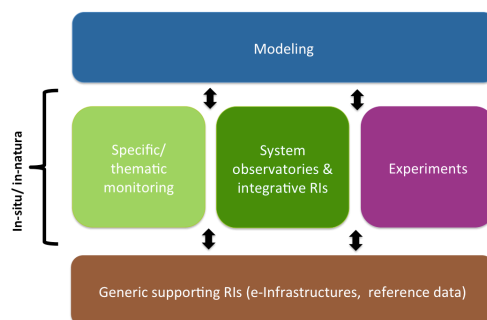 Modeling
In-situ/ in-natura
Specific/
thematic
monitoring
System
observatories &
integrative RIs
Experiments
Generic supporting RIs (e-Infrastructures, reference data)